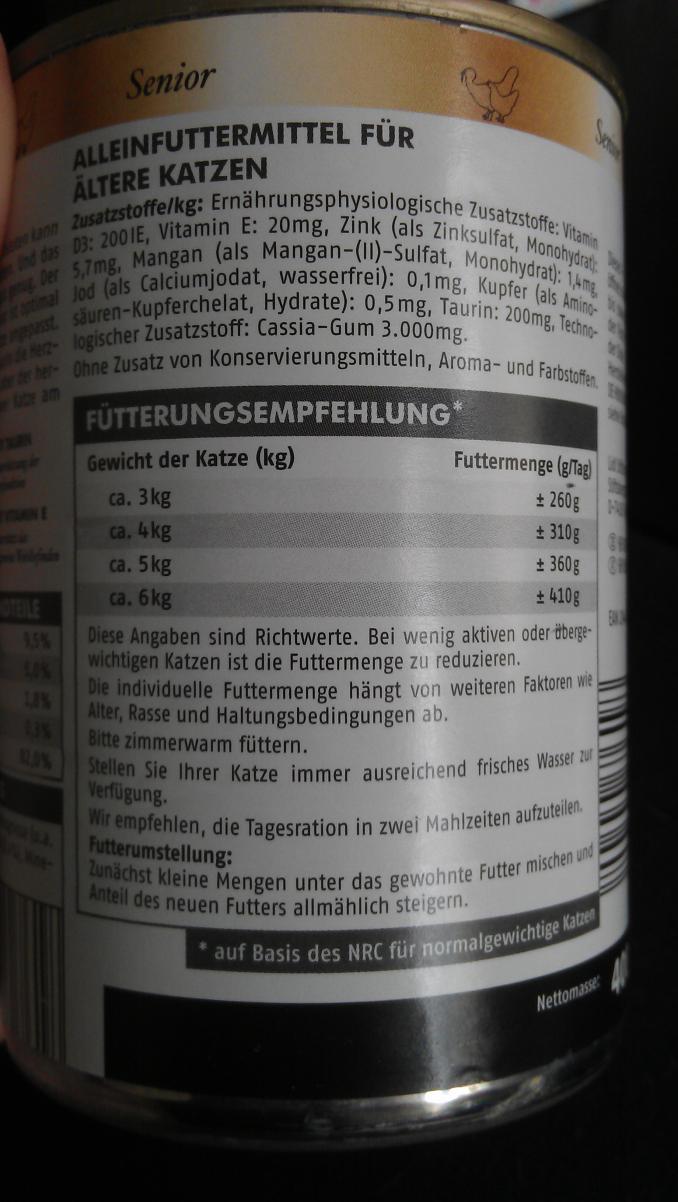 Senior
ALLEINFUTTERMITTEL FÜR
ÄLTERE KATZEN
Zusatzstoffe/kg: Ernährungsphysiologische Zusatzstoffe: Vitamin
D3: 200IE, Vitamin E: 20mg, Zink (als Zinksulfat, Monohydrat):
5,7mg, Mangan (als Mangan-(II)-Sulfat, Monohydrat): 1,4mg,
Jod (als Calciumjodat, wasserfrei): 0,1mg, Kupfer (als Amino-
säuren-Kupferchelat, Hydrate): 0,5mg, Taurin: 200mg, Techno-
logischer Zusatzstoff: Cassia-Gum 3.000mg.
Ohne Zusatz von Konservierungsmitteln, Aroma- und Farbstoffen.
FÜTTERUNGSEMPFEHLUNG*
Gewicht der Katze (kg) Futtermenge (g/Tag)
ca. 3kg ± 260g
ca. 4kg ± 310g
ca. 5kg ± 360g
ca. 6kg ± 410g
Diese Angaben sind Richtwerte. Bei wenig aktiven oder überge-
wichtigen Katzen ist die Futtermenge zu reduzieren.
Die individuelle Futtermenge hängt von weiteren Faktoren wie
Alter, Rasse und Haltungsbedingungen ab.
Bitte zimmerwarm füttern.
Stellen Sie Ihrer Katze immer ausreichend frisches Wasser zur
Verfügung.
Wir empfehlen, die Tagesration in zwei Mahlzeiten aufzuteilen.
Futterumstellung:
Zunächst kleine Mengen unter das gewohnte Futter mischen und
Anteil des neuen Futters allmählich steigern.
* auf Basis des NRC für normalgewichtige Katzen
Nettomasse: 40